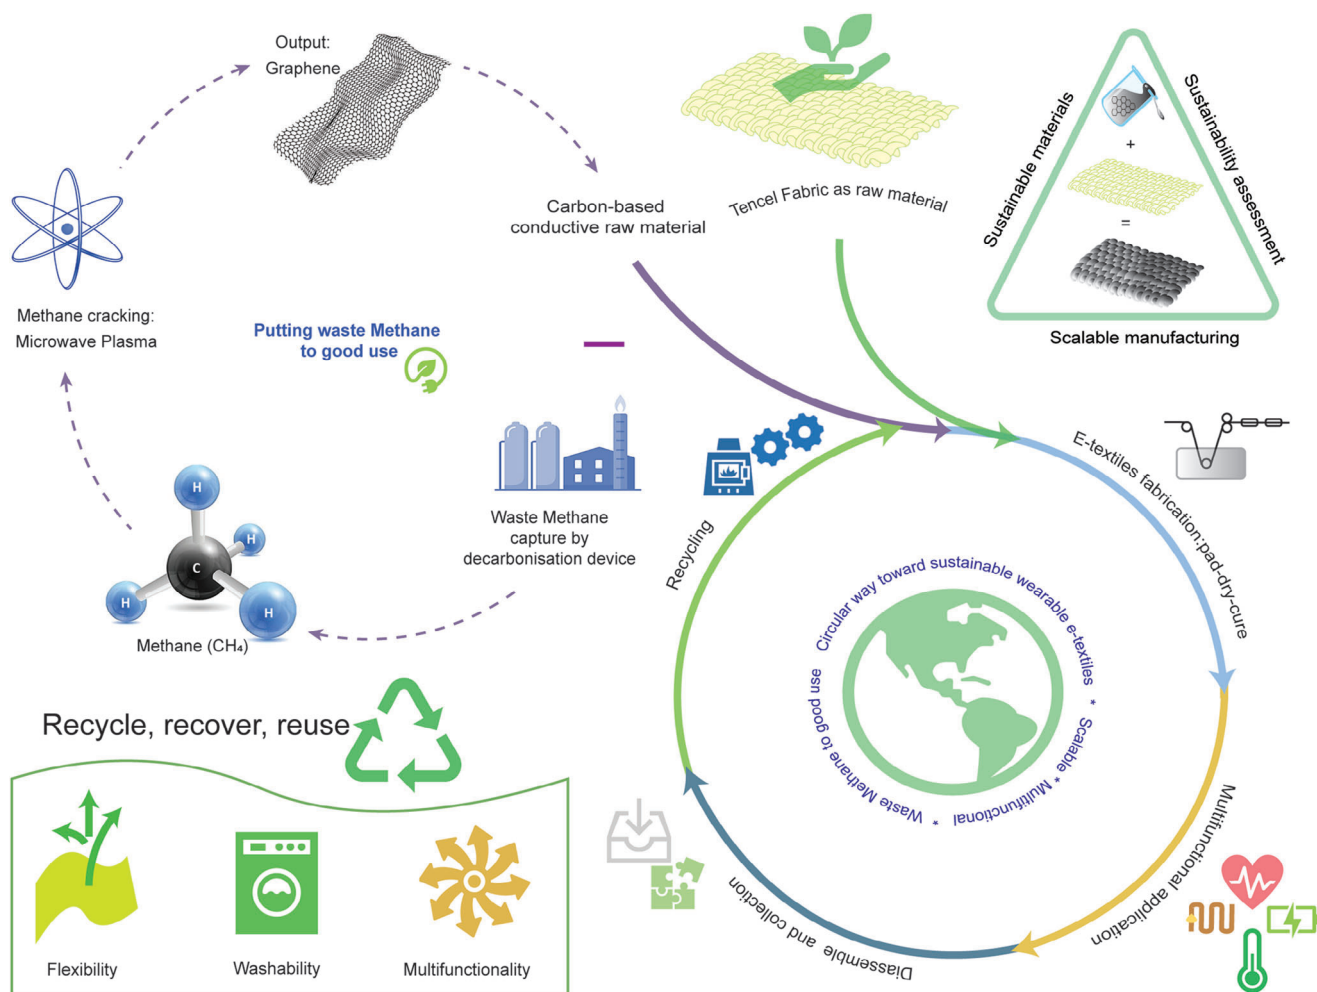 Output:
Graphene
Carbon-based
conductive raw material
Tencel Fabric as raw material
Sustainable materials
Sustainability assessment
+
=
Scalable manufacturing
Methane cracking:
Microwave Plasma
Putting waste Methane
to good use
Waste Methane
capture by
decarbonisation device
H
H
C
H
H
Methane (CH₄)
E-textiles fabrication:pad-dry-cure
Multifunctional application
Diassemble and collection
Recycling
Circular way toward sustainable wearable e-textiles * Scalable * Multifunctional * Waste Methane to good use
Recycle, recover, reuse
Flexibility
Washability
Multifunctionality